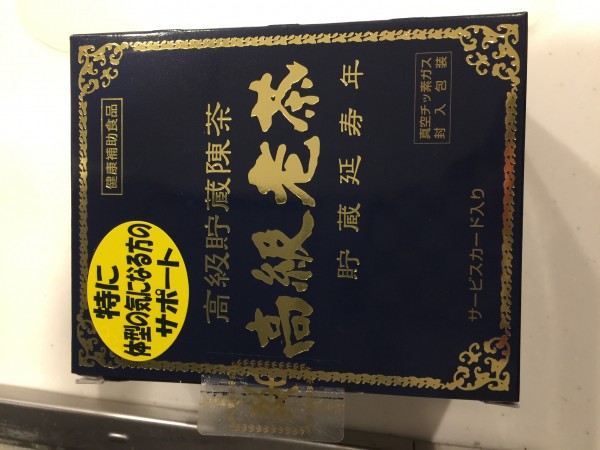 健康補助食品
高級貯蔵陳茶
高級老茶
貯蔵延寿年
真空チッ素ガス
封入包装
サービスカード入り
特に
体型の気になる方の
サポート